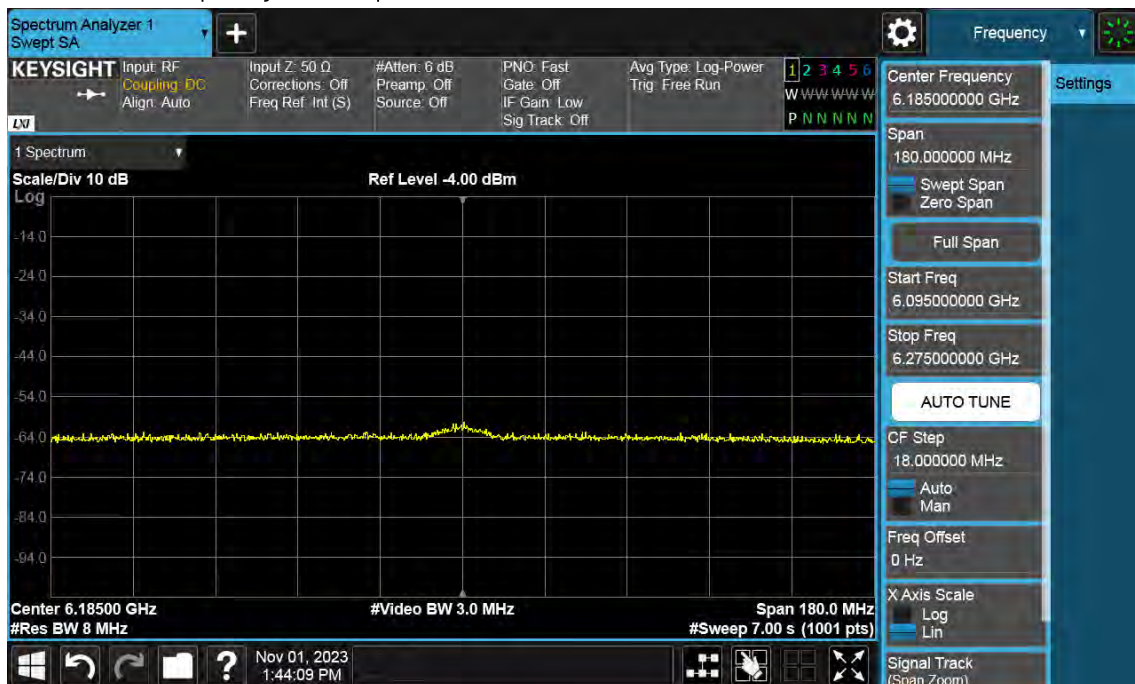 Spectrum Analyzer 1
Swept SA
+
Frequency
KEYSIGHT
LXI
Input: RF
Coupling: DC
Align: Auto
Input Z: 50 Ω
Corrections: Off
Freq Ref: Int (S)
#Atten: 6 dB
Preamp: Off
Source: Off
PNO: Fast
Gate: Off
IF Gain: Low
Sig Track: Off
Avg Type: Log-Power
Trig: Free Run
1 2 3 4 5 6
W W W W W W
P N N N N N
1 Spectrum
Scale/Div 10 dB
Ref Level -4.00 dBm
Log
-14.0
-24.0
-34.0
-44.0
-54.0
-64.0
-74.0
-84.0
-94.0
Center 6.18500 GHz
#Video BW 3.0 MHz
Span 180.0 MHz
#Res BW 8 MHz
#Sweep 7.00 s (1001 pts)
?
Nov 01, 2023
1:44:09 PM
Center Frequency
6.185000000 GHz
Settings
Span
180.000000 MHz
Swept Span
Zero Span
Full Span
Start Freq
6.095000000 GHz
Stop Freq
6.275000000 GHz
AUTO TUNE
CF Step
18.000000 MHz
Auto
Man
Freq Offset
0 Hz
X Axis Scale
Log
Lin
Signal Track
(Span Zoom)